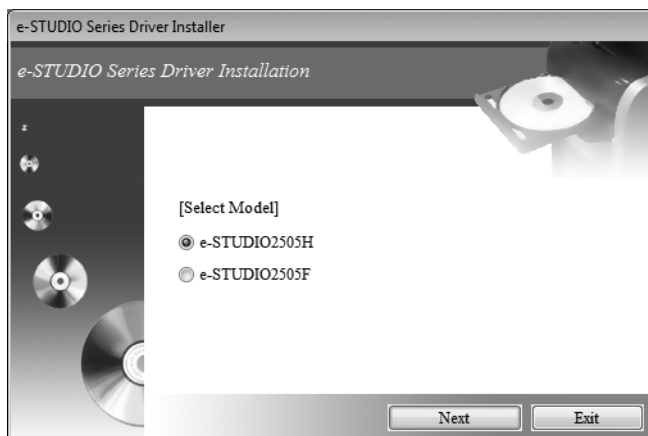 e-STUDIO Series Driver Installer
e-STUDIO Series Driver Installation
[Select Model]
e-STUDIO2505H
e-STUDIO2505F
Next
Exit